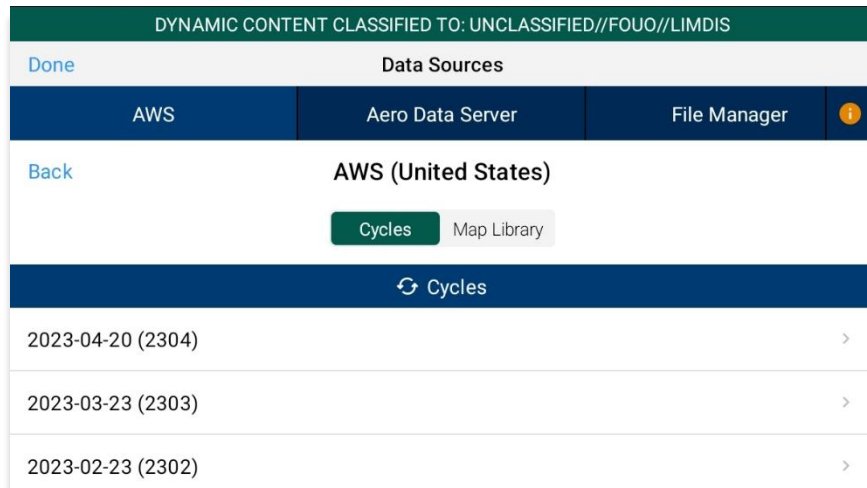 DYNAMIC CONTENT CLASSIFIED TO: UNCLASSIFIED//FOUO//LIMDIS
Done Data Sources
AWS Aero Data Server File Manager
Back AWS (United States)
Cycles Map Library
Cycles
2023-04-20 (2304)
2023-03-23 (2303)
2023-02-23 (2302)